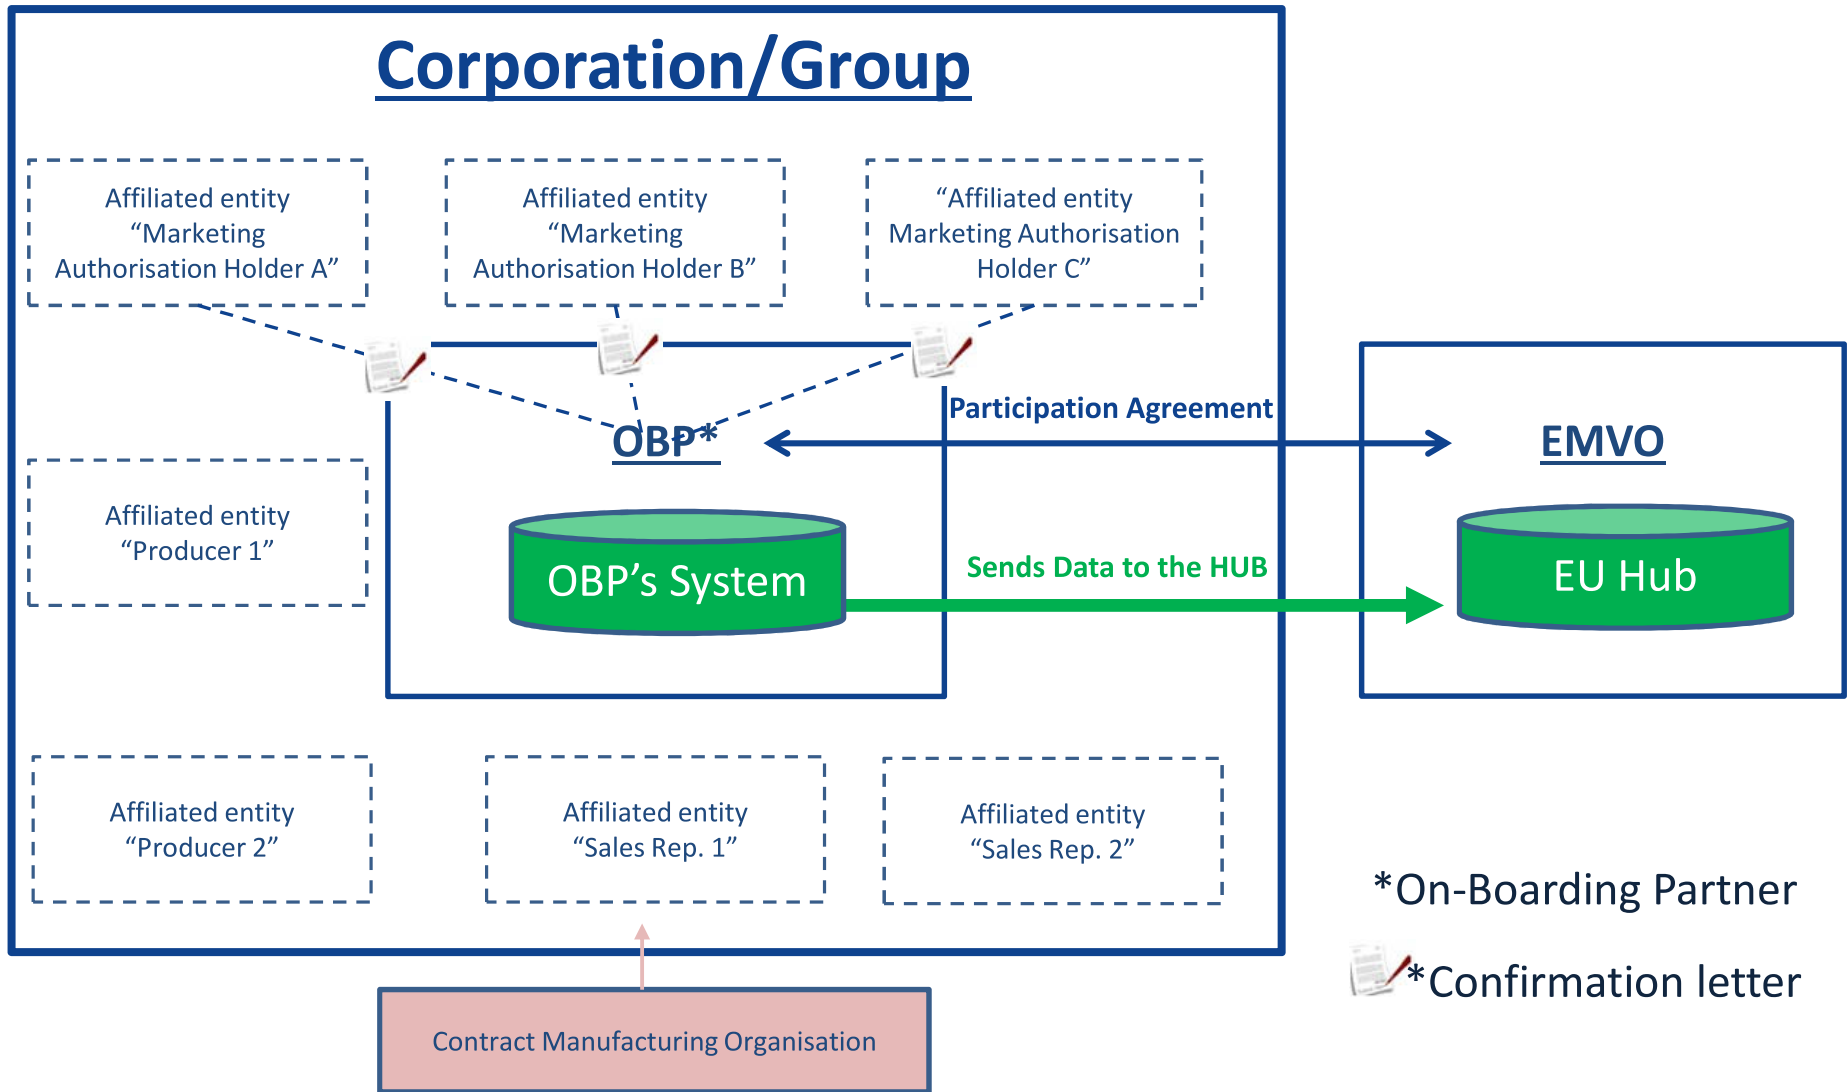 Corporation/Group
Affiliated entity
“Marketing
Authorisation Holder A”
Affiliated entity
“Marketing
Authorisation Holder B”
“Affiliated entity
Marketing Authorisation
Holder C”
Participation Agreement
OBP*
EMVO
Affiliated entity
“Producer 1”
OBP’s System
Sends Data to the HUB
EU Hub
Affiliated entity
“Producer 2”
Affiliated entity
“Sales Rep. 1”
Affiliated entity
“Sales Rep. 2”
*On-Boarding Partner
*Confirmation letter
Contract Manufacturing Organisation